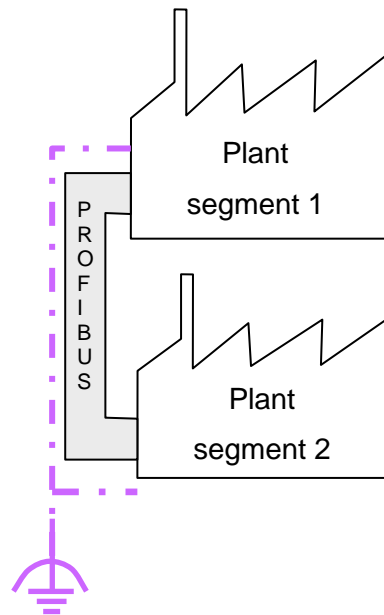 Plant
segment 1
PROFIBUS
Plant
segment 2